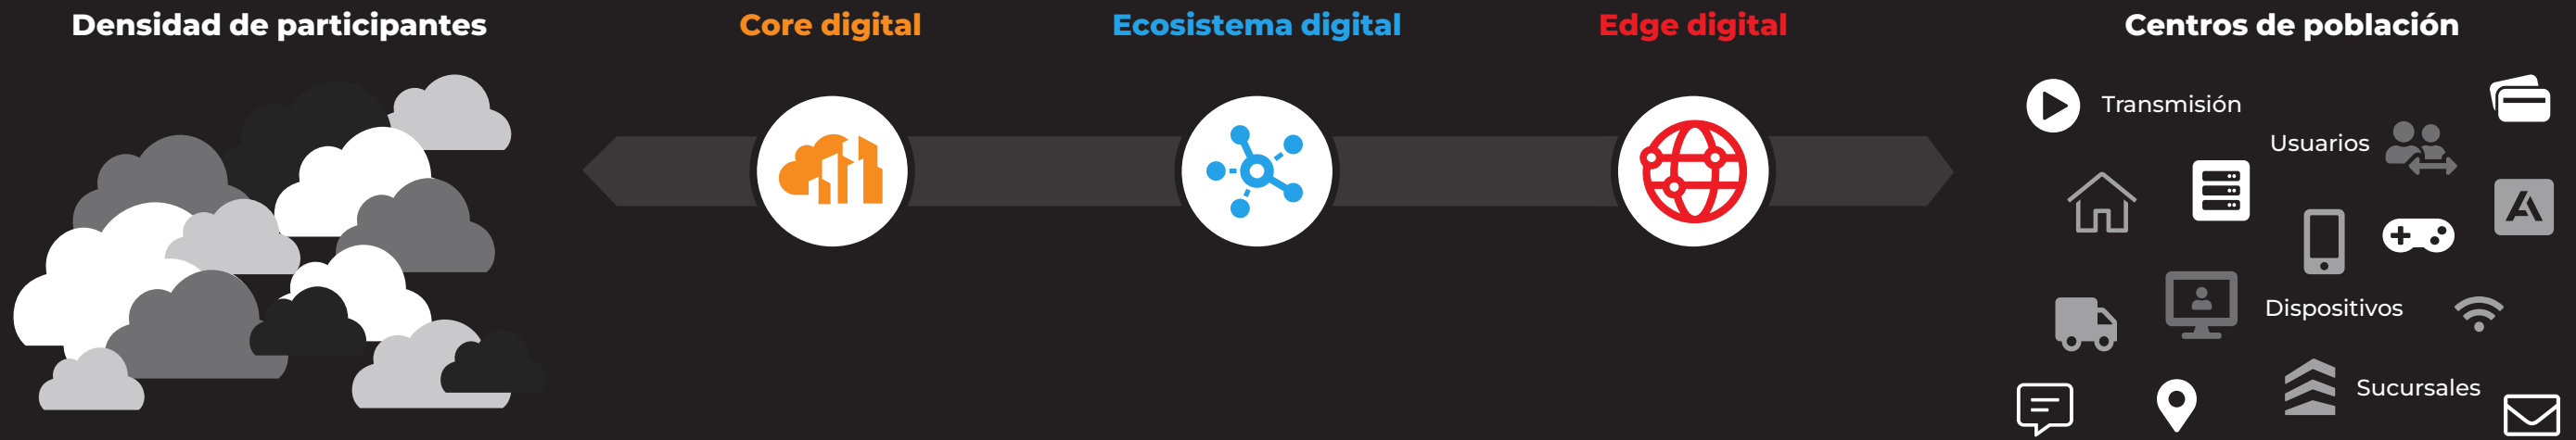 Densidad de participantes
Core digital
Ecosistema digital
Edge digital
Centros de población
Transmisión
Usuarios
Dispositivos
Sucursales